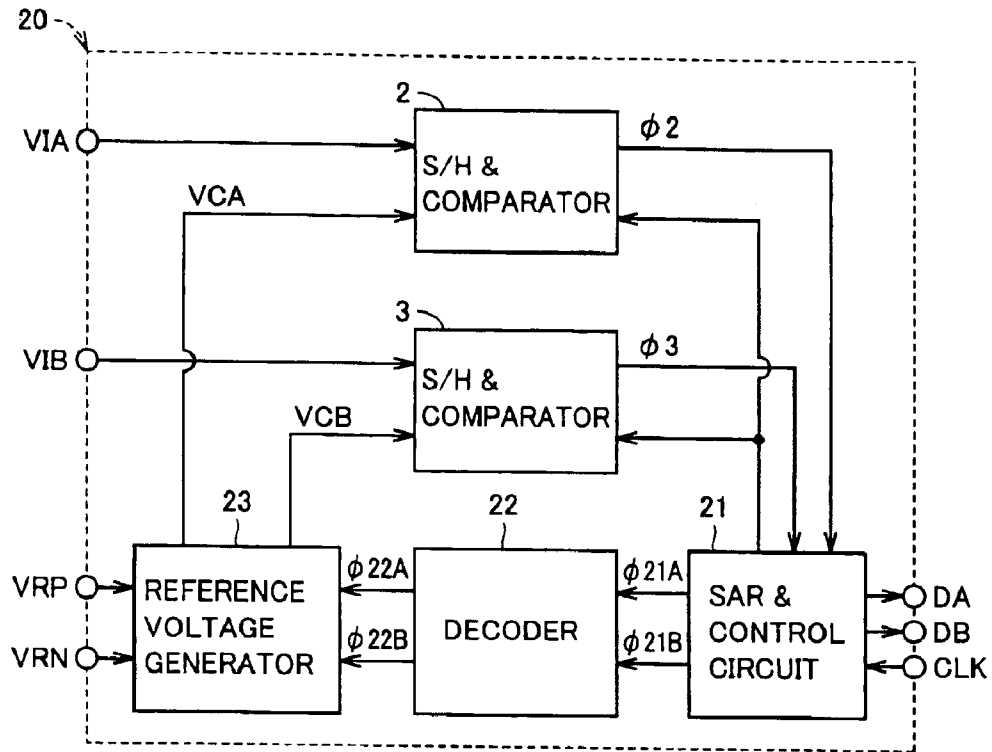 20
2
VIA
φ2
S/H &
COMPARATOR
VCA
3
VIB
φ3
S/H &
COMPARATOR
VCB
23
22
21
VRP
REFERENCE
VOLTAGE
GENERATOR
VRN
φ22A
φ22B
DECODER
φ21A
φ21B
SAR &
CONTROL
CIRCUIT
DA
DB
CLK